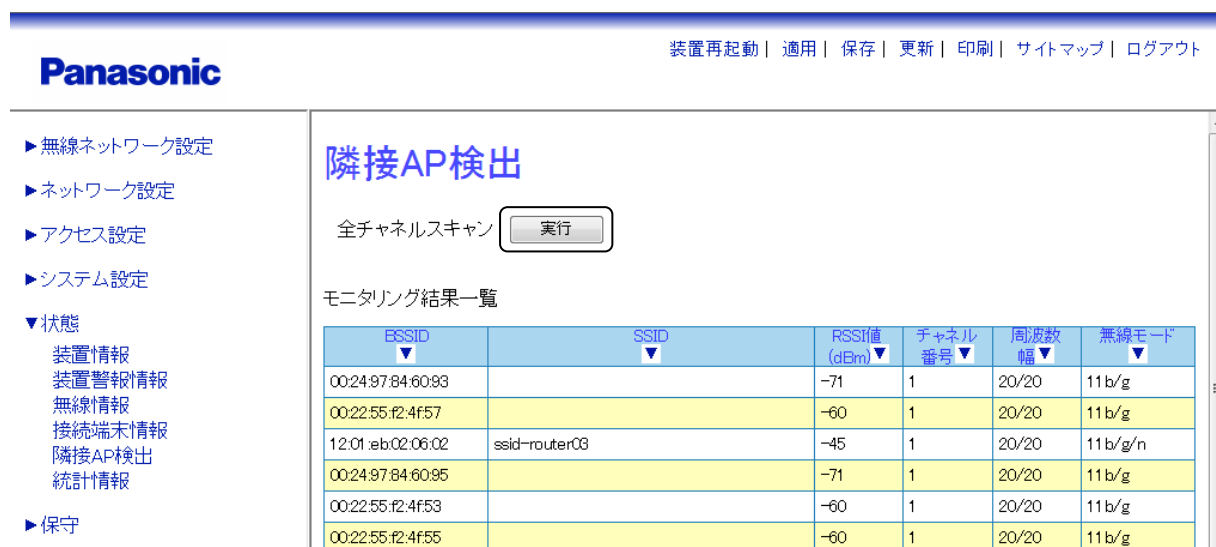 装置再起動| 適用| 保存| 更新| 印刷| サイトマップ| ログアウト
Panasonic
▶無線ネットワーク設定
▶ネットワーク設定
▶アクセス設定
▶システム設定
▼状態
装置情報
装置警報情報
無線情報
接続端末情報
隣接AP検出
統計情報
▶保守
隣接AP検出
全チャネルスキャン 実行
モニタリング結果一覧
BSSID▼ SSID▼ RSSI値(dBm)▼ チャネル番号▼ 周波数幅▼ 無線モード▼
00:24:97:84:60:93 -71 1 20/20 11b/g
00:22:55:f2:4f:57 -60 1 20/20 11b/g
12:01:eb:02:06:02 ssid-router03 -45 1 20/20 11b/g/n
00:24:97:84:60:95 -71 1 20/20 11b/g
00:22:55:f2:4f:53 -60 1 20/20 11b/g
00:22:55:f2:4f:55 -60 1 20/20 11b/g